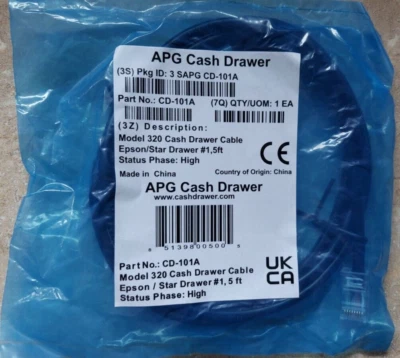 APG Cash Drawer
(3S) Pkg ID: 3 SAPG CD-101A
Part No.: CD-101A (7Q) QTY/UOM: 1 EA
(3Z) Description:
Model 320 Cash Drawer Cable
Epson/Star Drawer #1,5ft
Status Phase: High
CE
Made in China Country of Origin: China
APG Cash Drawer
www.cashdrawer.com
6 5139800500 3
Part No.: CD-101A
Model 320 Cash Drawer Cable
Epson / Star Drawer #1, 5 ft
Status Phase: High
UK
CA